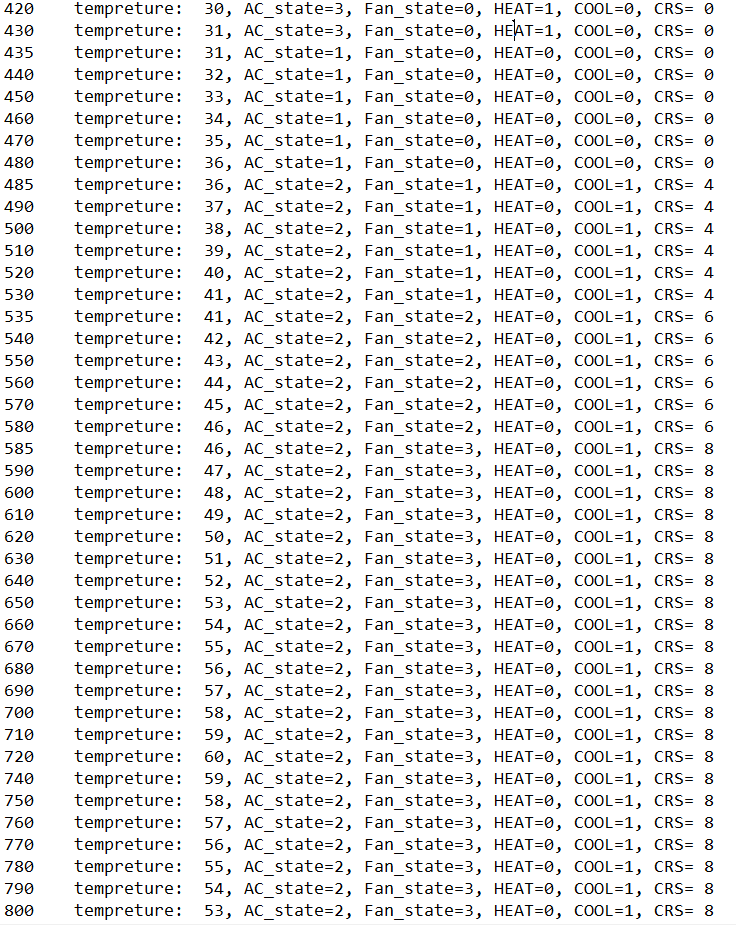 420 tempreture: 30, AC_state=3, Fan_state=0, HEAT=1, COOL=0, CRS= 0
430 tempreture: 31, AC_state=3, Fan_state=0, HEAT=1, COOL=0, CRS= 0
435 tempreture: 31, AC_state=1, Fan_state=0, HEAT=0, COOL=0, CRS= 0
440 tempreture: 32, AC_state=1, Fan_state=0, HEAT=0, COOL=0, CRS= 0
450 tempreture: 33, AC_state=1, Fan_state=0, HEAT=0, COOL=0, CRS= 0
460 tempreture: 34, AC_state=1, Fan_state=0, HEAT=0, COOL=0, CRS= 0
470 tempreture: 35, AC_state=1, Fan_state=0, HEAT=0, COOL=0, CRS= 0
480 tempreture: 36, AC_state=1, Fan_state=0, HEAT=0, COOL=0, CRS= 0
485 tempreture: 36, AC_state=2, Fan_state=1, HEAT=0, COOL=1, CRS= 4
490 tempreture: 37, AC_state=2, Fan_state=1, HEAT=0, COOL=1, CRS= 4
500 tempreture: 38, AC_state=2, Fan_state=1, HEAT=0, COOL=1, CRS= 4
510 tempreture: 39, AC_state=2, Fan_state=1, HEAT=0, COOL=1, CRS= 4
520 tempreture: 40, AC_state=2, Fan_state=1, HEAT=0, COOL=1, CRS= 4
530 tempreture: 41, AC_state=2, Fan_state=1, HEAT=0, COOL=1, CRS= 4
535 tempreture: 41, AC_state=2, Fan_state=2, HEAT=0, COOL=1, CRS= 6
540 tempreture: 42, AC_state=2, Fan_state=2, HEAT=0, COOL=1, CRS= 6
550 tempreture: 43, AC_state=2, Fan_state=2, HEAT=0, COOL=1, CRS= 6
560 tempreture: 44, AC_state=2, Fan_state=2, HEAT=0, COOL=1, CRS= 6
570 tempreture: 45, AC_state=2, Fan_state=2, HEAT=0, COOL=1, CRS= 6
580 tempreture: 46, AC_state=2, Fan_state=2, HEAT=0, COOL=1, CRS= 6
585 tempreture: 46, AC_state=2, Fan_state=3, HEAT=0, COOL=1, CRS= 8
590 tempreture: 47, AC_state=2, Fan_state=3, HEAT=0, COOL=1, CRS= 8
600 tempreture: 48, AC_state=2, Fan_state=3, HEAT=0, COOL=1, CRS= 8
610 tempreture: 49, AC_state=2, Fan_state=3, HEAT=0, COOL=1, CRS= 8
620 tempreture: 50, AC_state=2, Fan_state=3, HEAT=0, COOL=1, CRS= 8
630 tempreture: 51, AC_state=2, Fan_state=3, HEAT=0, COOL=1, CRS= 8
640 tempreture: 52, AC_state=2, Fan_state=3, HEAT=0, COOL=1, CRS= 8
650 tempreture: 53, AC_state=2, Fan_state=3, HEAT=0, COOL=1, CRS= 8
660 tempreture: 54, AC_state=2, Fan_state=3, HEAT=0, COOL=1, CRS= 8
670 tempreture: 55, AC_state=2, Fan_state=3, HEAT=0, COOL=1, CRS= 8
680 tempreture: 56, AC_state=2, Fan_state=3, HEAT=0, COOL=1, CRS= 8
690 tempreture: 57, AC_state=2, Fan_state=3, HEAT=0, COOL=1, CRS= 8
700 tempreture: 58, AC_state=2, Fan_state=3, HEAT=0, COOL=1, CRS= 8
710 tempreture: 59, AC_state=2, Fan_state=3, HEAT=0, COOL=1, CRS= 8
720 tempreture: 60, AC_state=2, Fan_state=3, HEAT=0, COOL=1, CRS= 8
740 tempreture: 59, AC_state=2, Fan_state=3, HEAT=0, COOL=1, CRS= 8
750 tempreture: 58, AC_state=2, Fan_state=3, HEAT=0, COOL=1, CRS= 8
760 tempreture: 57, AC_state=2, Fan_state=3, HEAT=0, COOL=1, CRS= 8
770 tempreture: 56, AC_state=2, Fan_state=3, HEAT=0, COOL=1, CRS= 8
780 tempreture: 55, AC_state=2, Fan_state=3, HEAT=0, COOL=1, CRS= 8
790 tempreture: 54, AC_state=2, Fan_state=3, HEAT=0, COOL=1, CRS= 8
800 tempreture: 53, AC_state=2, Fan_state=3, HEAT=0, COOL=1, CRS= 8